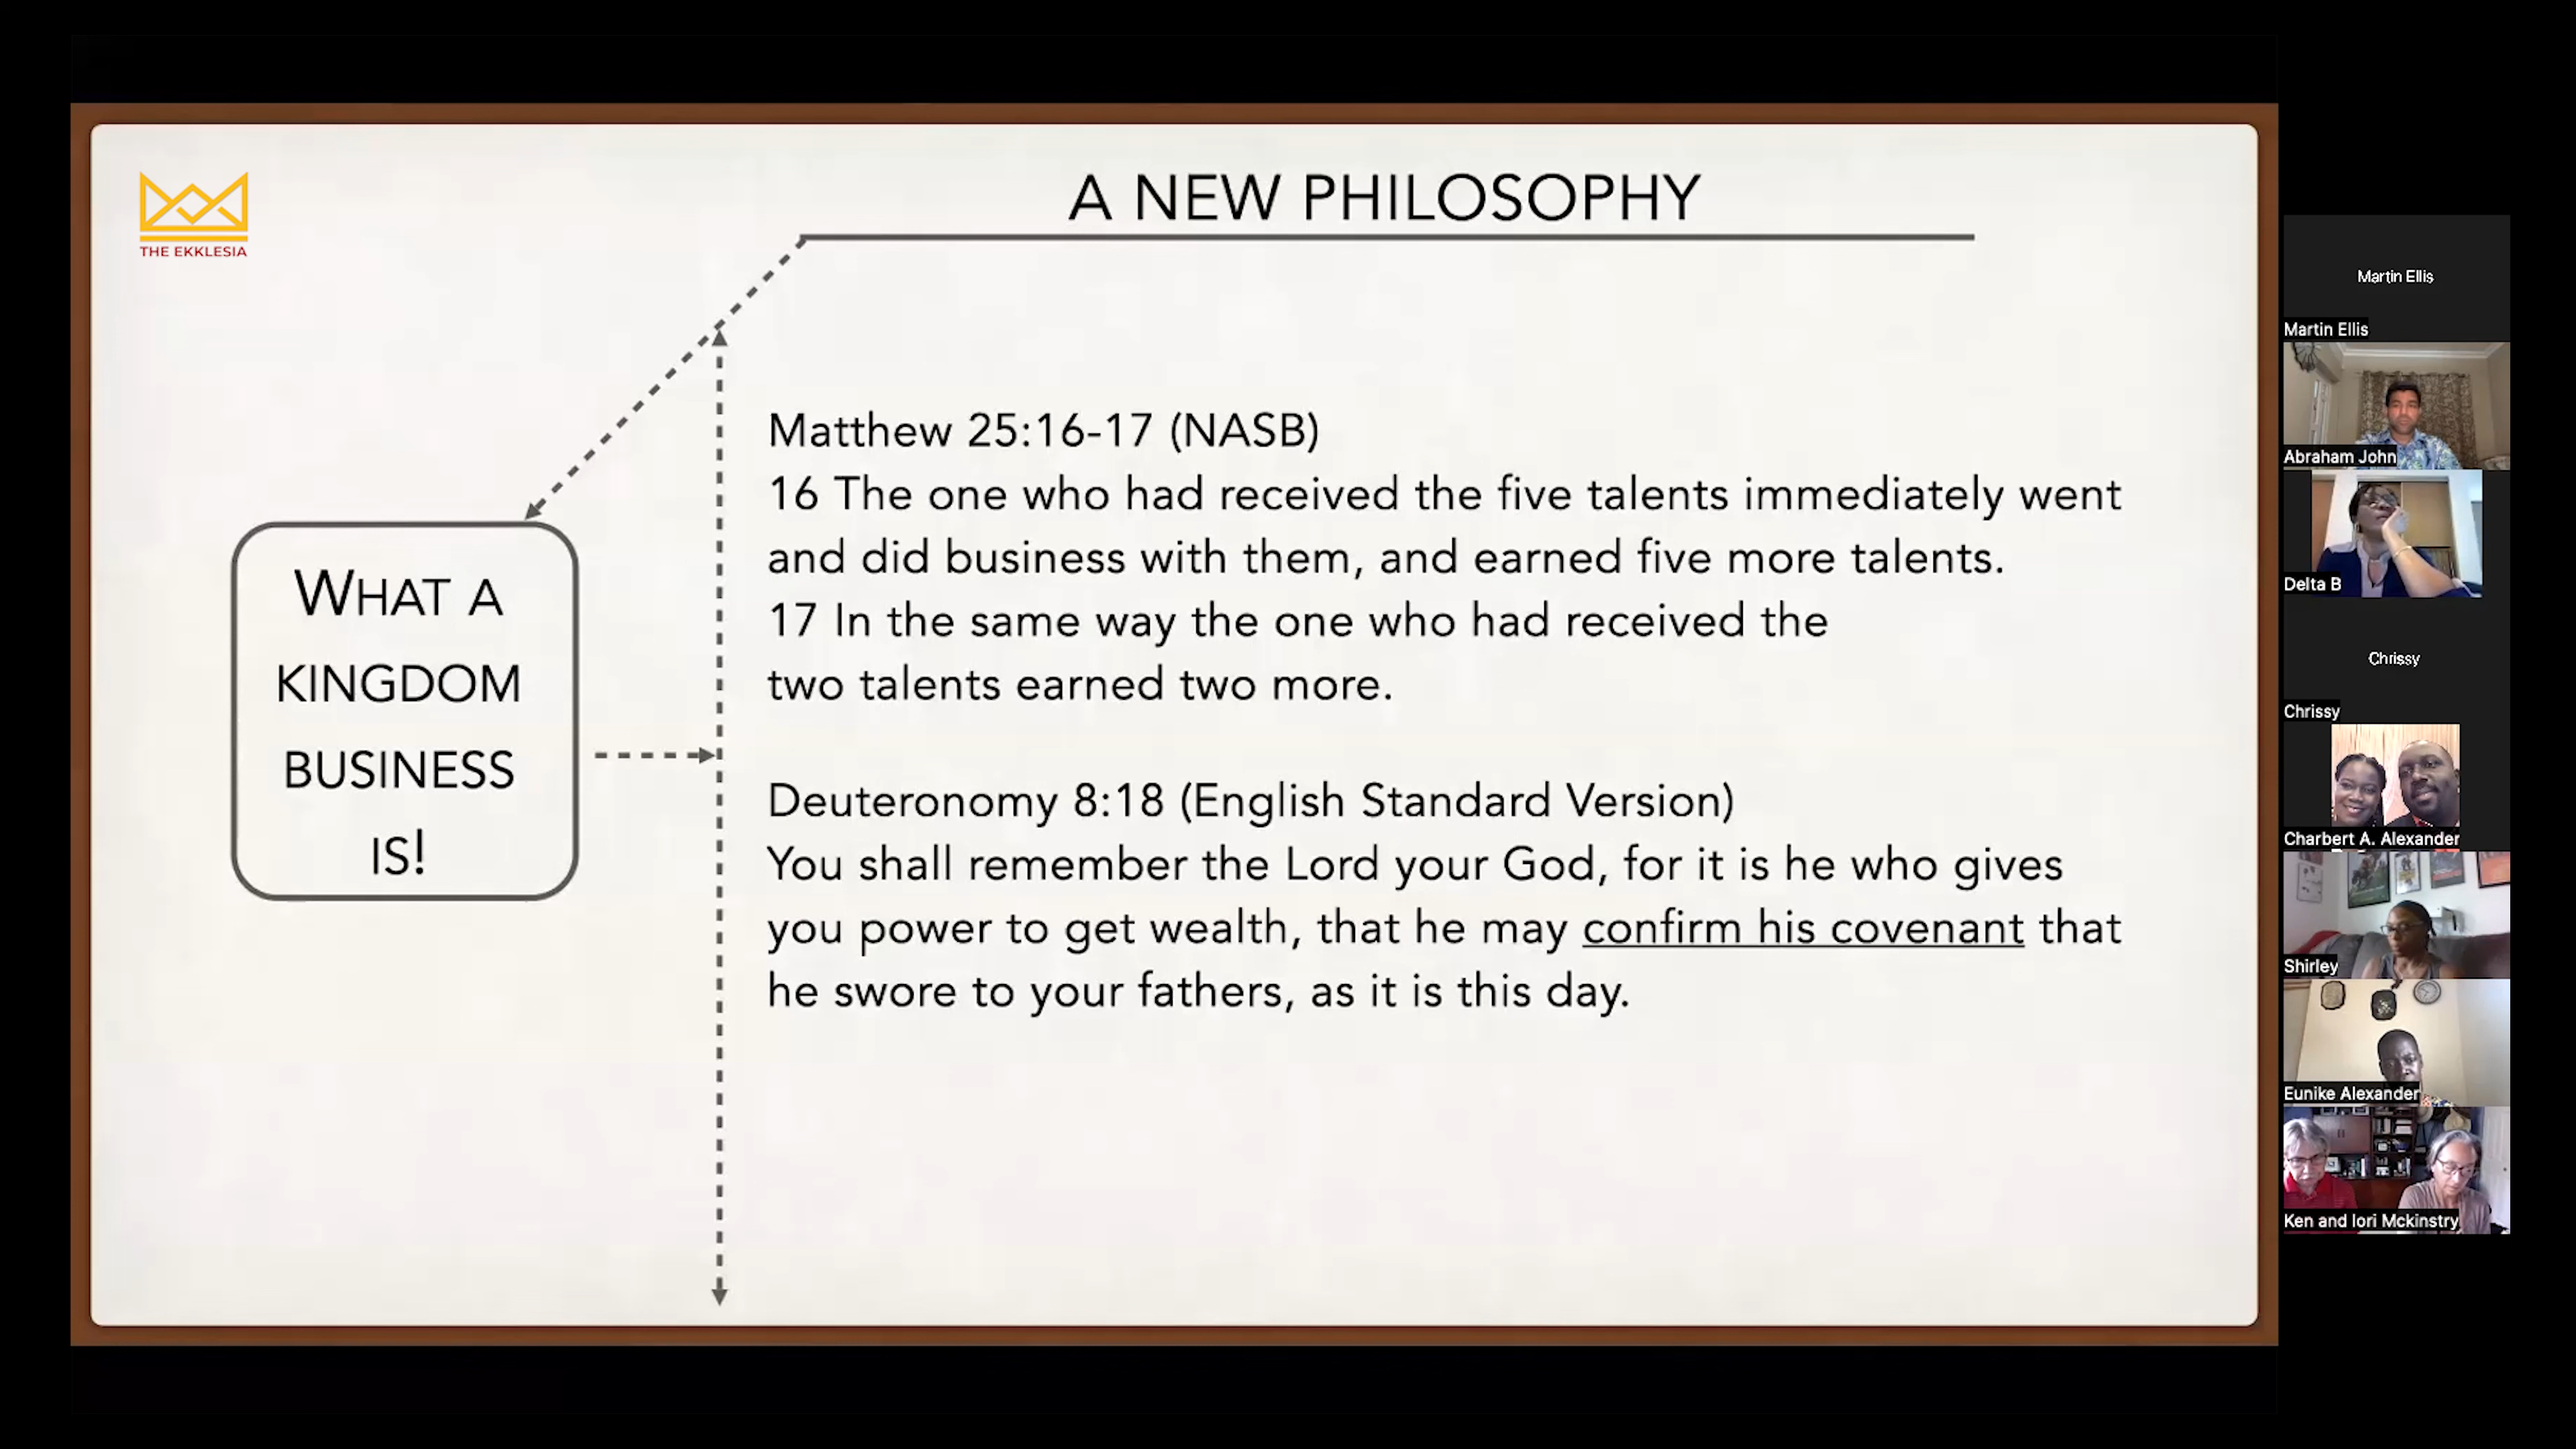 THE EKKLESIA
A NEW PHILOSOPHY
WHAT A
KINGDOM
BUSINESS
IS!
Matthew 25:16-17 (NASB)
16 The one who had received the five talents immediately went
and did business with them, and earned five more talents.
17 In the same way the one who had received the
two talents earned two more.
Deuteronomy 8:18 (English Standard Version)
You shall remember the Lord your God, for it is he who gives
you power to get wealth, that he may confirm his covenant that
he swore to your fathers, as it is this day.
Martin Ellis
Martin Ellis
Abraham John
Delta B
Chrissy
Chrissy
Charbert A. Alexander
Shirley
Eunike Alexander
Ken and lori Mckinstry